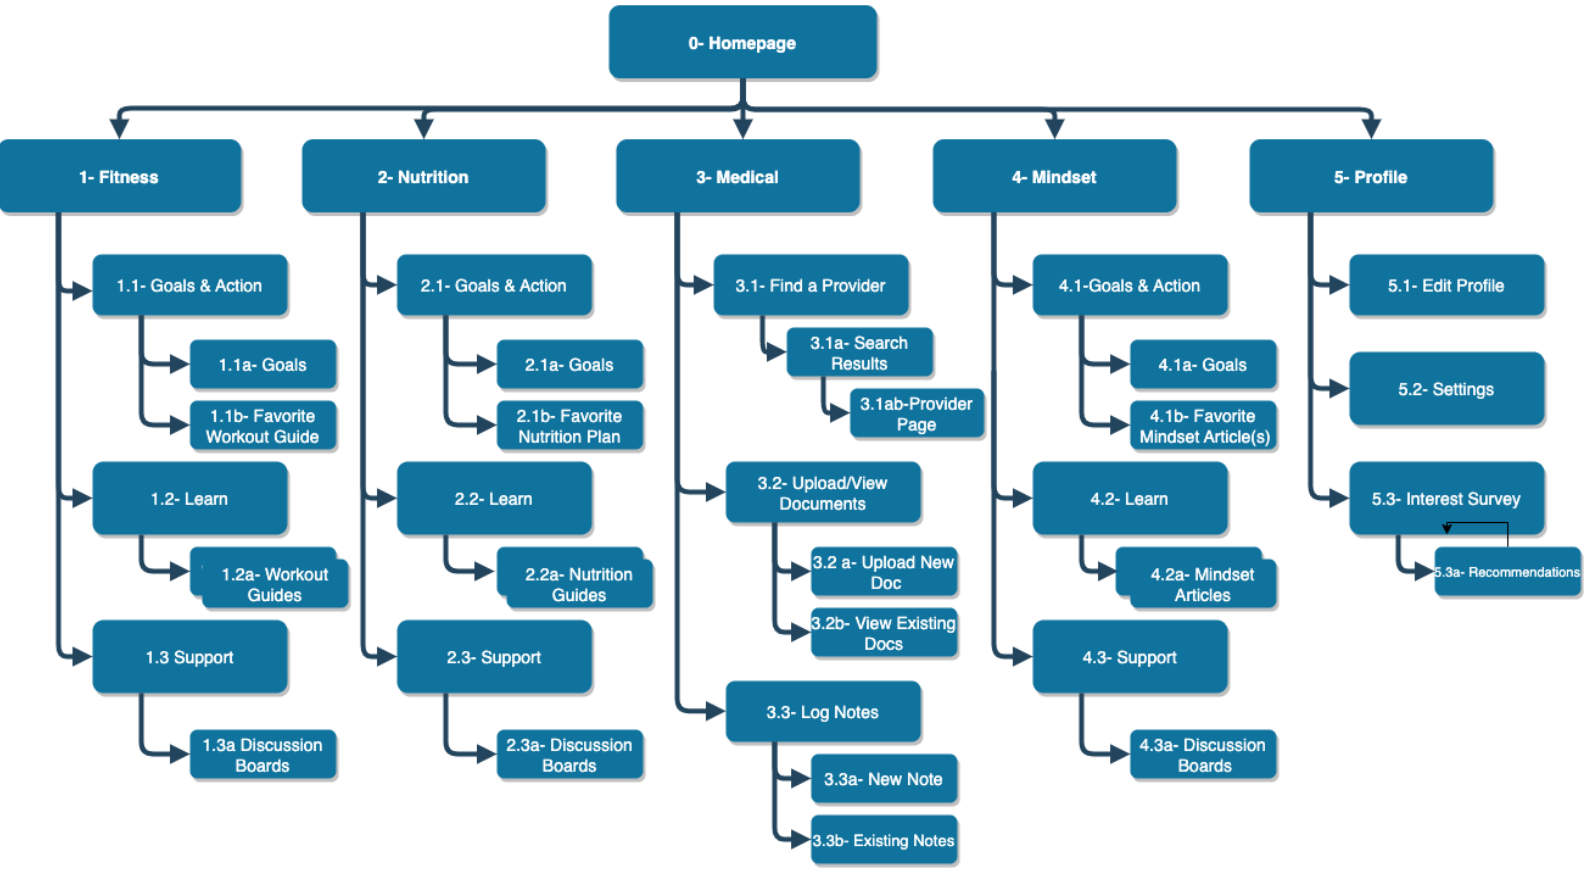 0- Homepage
1- Fitness
2- Nutrition
3- Medical
4- Mindset
5- Profile
1.1- Goals & Action
1.1a- Goals
1.1b- Favorite
Workout Guide
1.2- Learn
1.2a- Workout
Guides
1.3 Support
1.3a Discussion
Boards
2.1- Goals & Action
2.1a- Goals
2.1b- Favorite
Nutrition Plan
2.2- Learn
2.2a- Nutrition
Guides
2.3- Support
2.3a- Discussion
Boards
3.1- Find a Provider
3.1a- Search
Results
3.1ab-Provider
Page
3.2- Upload/View
Documents
3.2 a- Upload New
Doc
3.2b- View Existing
Docs
3.3- Log Notes
3.3a- New Note
3.3b- Existing Notes
4.1-Goals & Action
4.1a- Goals
4.1b- Favorite
Mindset Article(s)
4.2- Learn
4.2a- Mindset
Articles
4.3- Support
4.3a- Discussion
Boards
5.1- Edit Profile
5.2- Settings
5.3- Interest Survey
5.3a- Recommendations